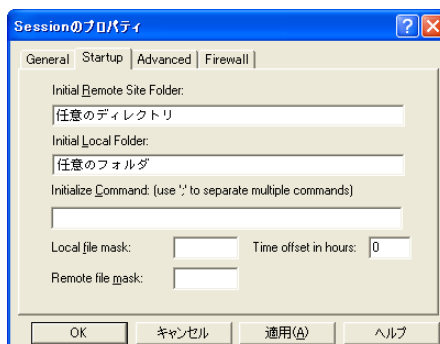 Sessionのプロパティ
General Startup Advanced Firewall
Initial Remote Site Folder:
任意のディレクトリ
Initial Local Folder:
任意のフォルダ
Initialize Command: (use ';' to separate multiple commands)
Local file mask: Time offset in hours: 0
Remote file mask:
OK キャンセル 適用(A) ヘルプ